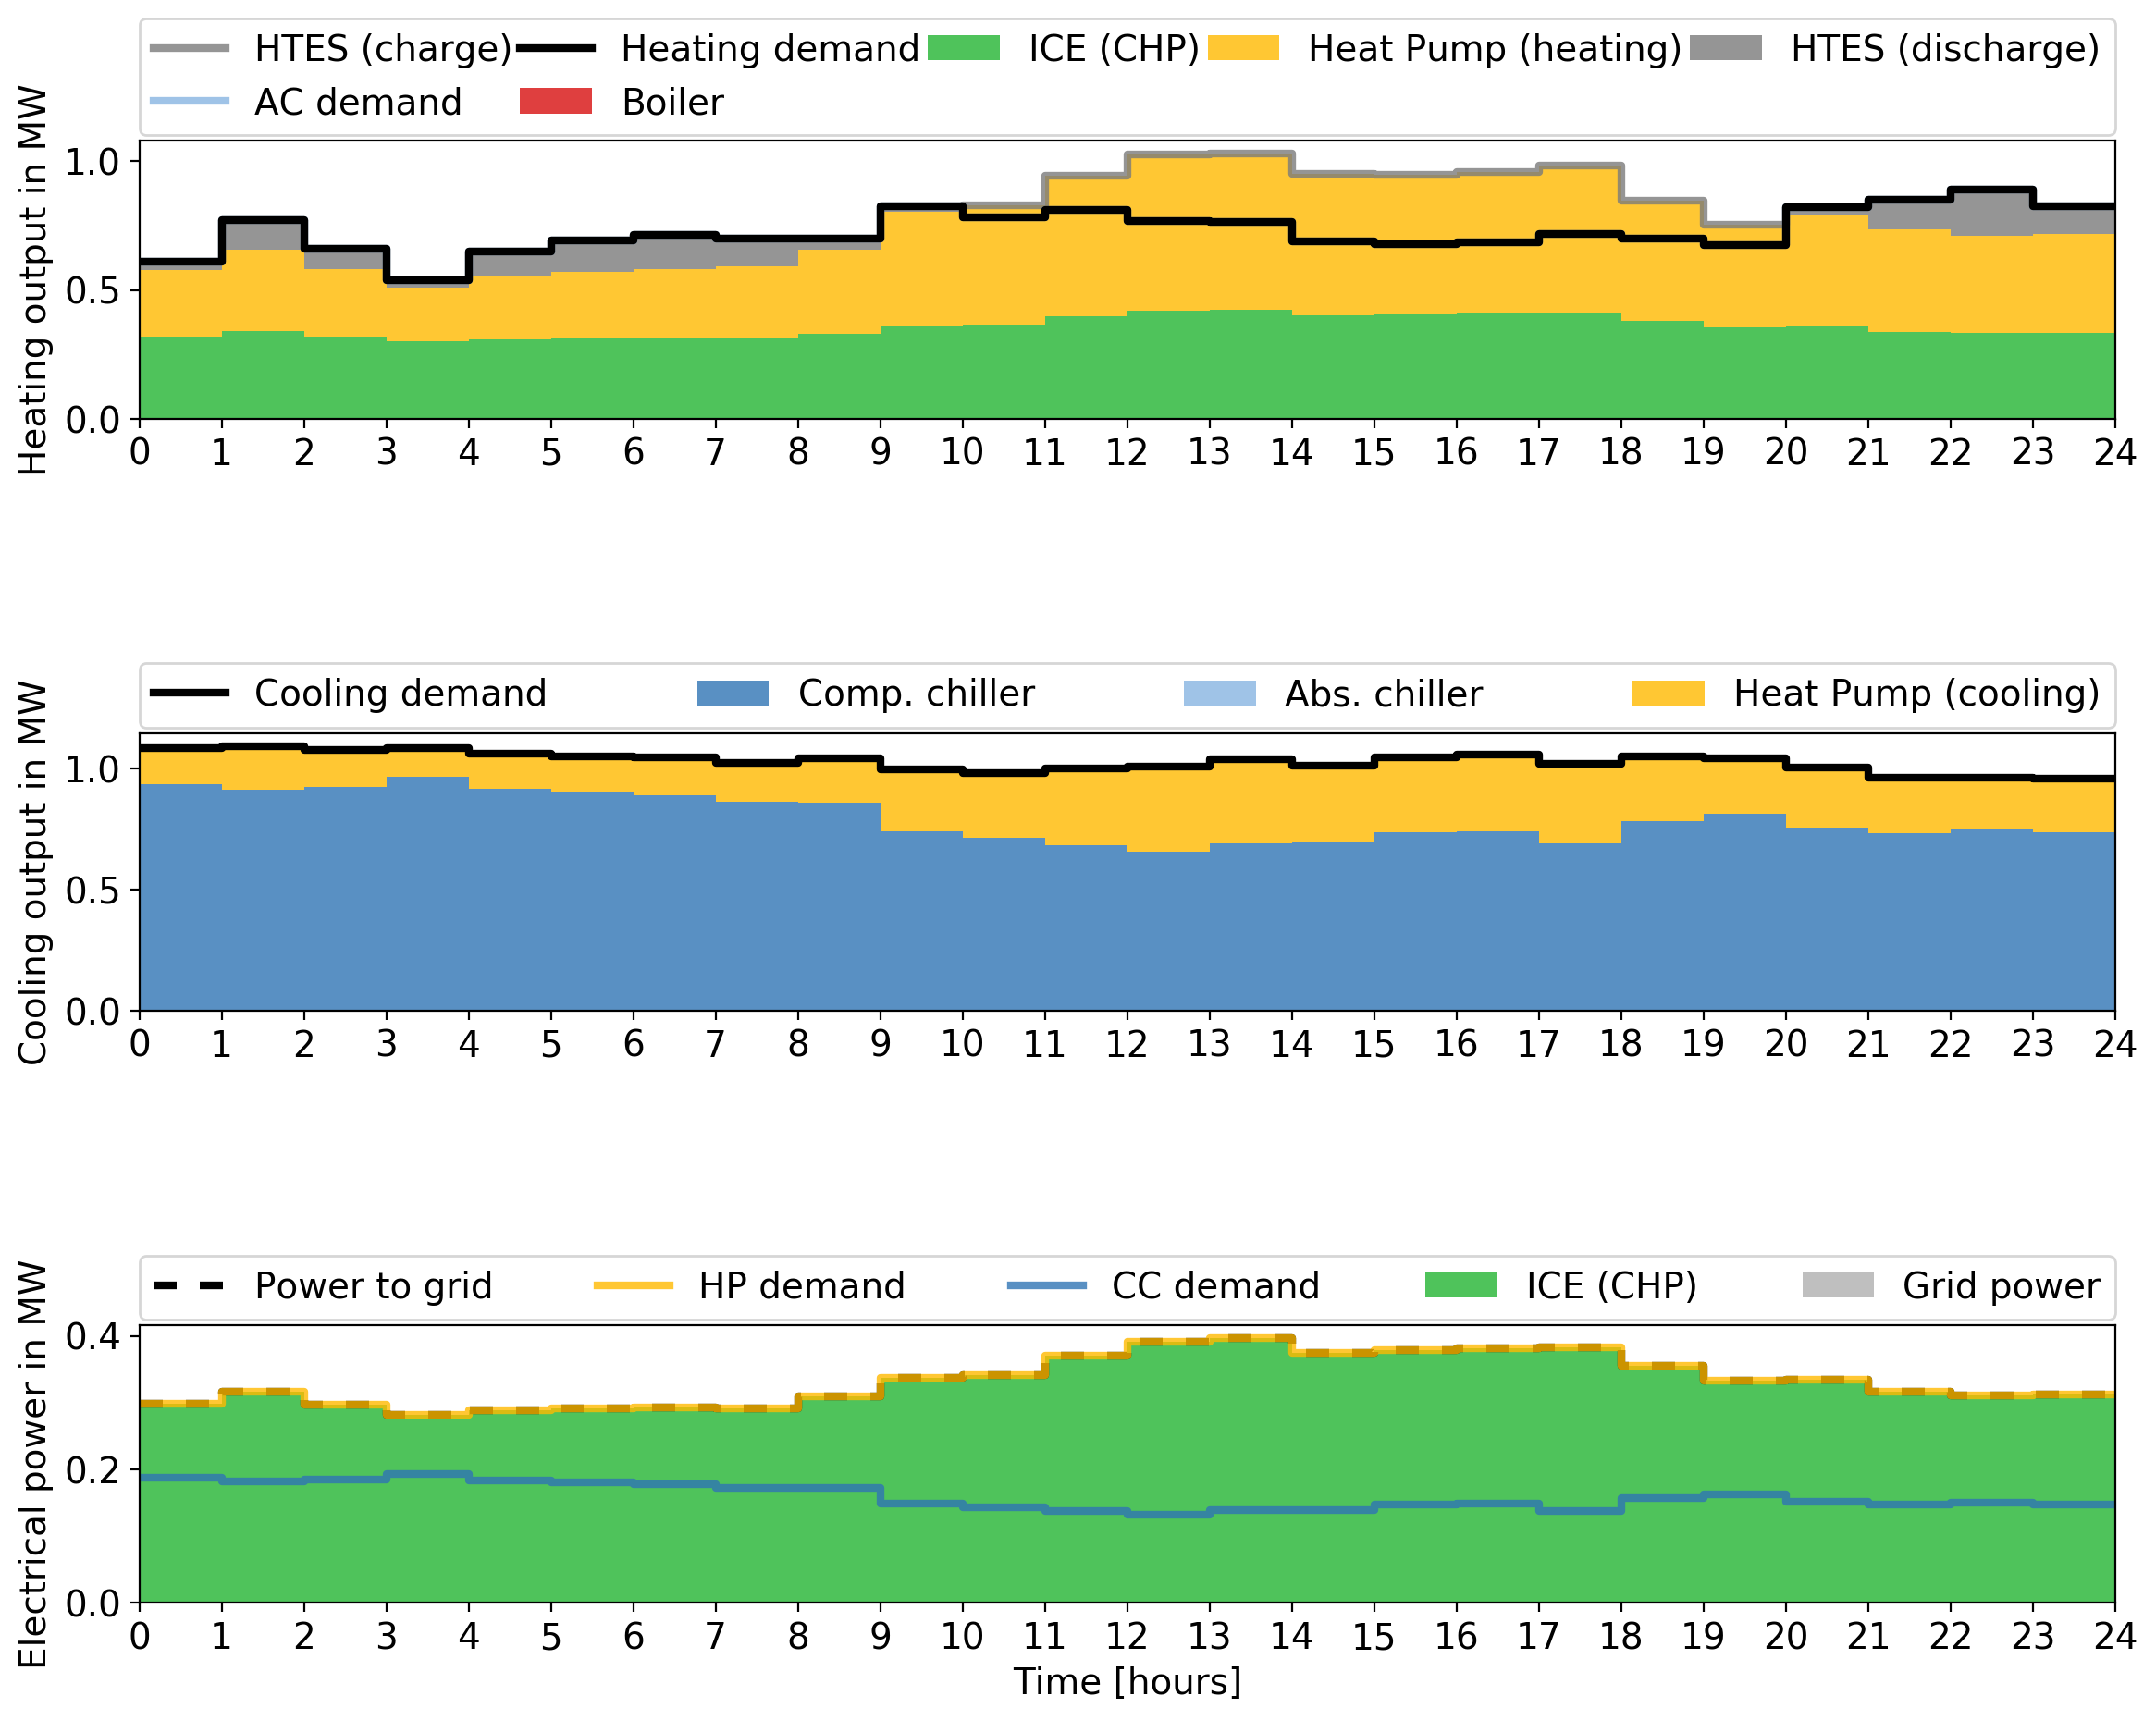 HTES (charge) Heating demand ICE (CHP) Heat Pump (heating) HTES (discharge)
AC demand Boiler
Heating output in MW
1.0
0.5
0.0
0 1 2 3 4 5 6 7 8 9 10 11 12 13 14 15 16 17 18 19 20 21 22 23 24
Cooling demand Comp. chiller Abs. chiller Heat Pump (cooling)
Cooling output in MW
1.0
0.5
0.0
0 1 2 3 4 5 6 7 8 9 10 11 12 13 14 15 16 17 18 19 20 21 22 23 24
Power to grid HP demand CC demand ICE (CHP) Grid power
Electrical power in MW
0.4
0.2
0.0
0 1 2 3 4 5 6 7 8 9 10 11 12 13 14 15 16 17 18 19 20 21 22 23 24
Time [hours]